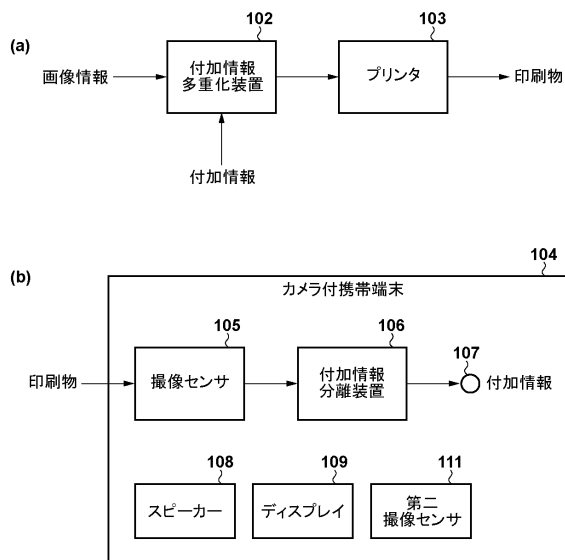 (a)
102
103
画像情報
付加情報
多重化装置
プリンタ
印刷物
付加情報
(b)
104
カメラ付携帯端末
105
106
107
印刷物
撮像センサ
付加情報
分離装置
付加情報
108
109
111
スピーカー
ディスプレイ
第二
撮像センサ